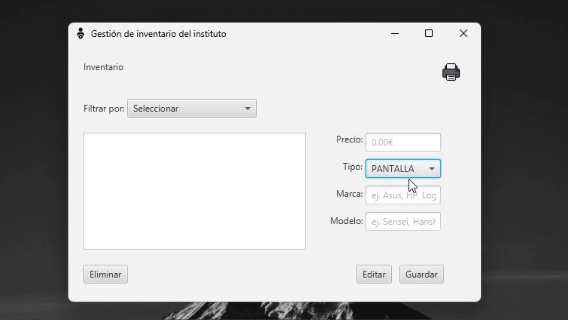 Gestión de inventario del instituto
Inventario
Filtrar por: Seleccionar
Precio: 0.00€
Tipo: PANTALLA
Marca: ej. Asus, HP, Log
Modelo: ej. Sensei, Hans
Eliminar
Editar
Guardar